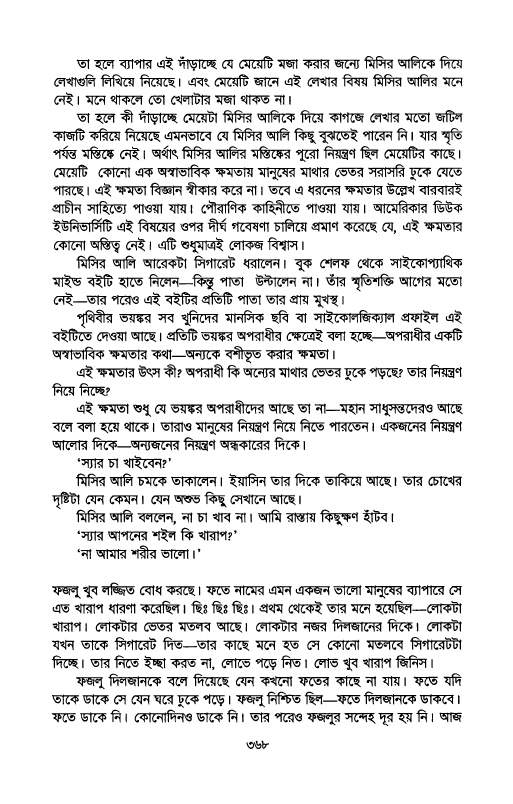 তা হলে ব্যাপার এই দাঁড়াচ্ছে যে মেয়েটি মজা করার জন্যে মিসির আলিকে দিয়ে
লেখাগুলি লিখিয়ে নিয়েছে। এবং মেয়েটি জানে এই লেখার বিষয় মিসির আলির মনে
নেই। মনে থাকলে তো খেলাটার মজা থাকত না।
তা হলে কী দাঁড়াচ্ছে মেয়েটা মিসির আলিকে দিয়ে কাগজে লেখার মতো জটিল
কাজটি করিয়ে নিয়েছে এমনভাবে যে মিসির আলি কিছু বুঝতেই পারেন নি। যার স্মৃতি
পর্যন্ত মস্তিষ্কে নেই। অর্থাৎ মিসির আলির মস্তিষ্কের পুরো নিয়ন্ত্রণ ছিল মেয়েটির কাছে।
মেয়েটি কোনো এক অস্বাভাবিক ক্ষমতায় মানুষের মাথার ভেতর সরাসরি ঢুকে যেতে
পারছে। এই ক্ষমতা বিজ্ঞান স্বীকার করে না। তবে এ ধরনের ক্ষমতার উল্লেখ বারবারই
প্রাচীন সাহিত্যে পাওয়া যায়। পৌরাণিক কাহিনীতে পাওয়া যায়। আমেরিকার ডিউক
ইউনিভার্সিটি এই বিষয়ের ওপর দীর্ঘ গবেষণা চালিয়ে প্রমাণ করেছে যে, এই ক্ষমতার
কোনো অস্তিত্ব নেই। এটি শুধুমাত্রই লোকজ বিশ্বাস।
মিসির আলি আরেকটা সিগারেট ধরালেন। বুক শেলফ থেকে সাইকোপ্যাথিক
মাইন্ড বইটি হাতে নিলেন—কিন্তু পাতা উল্টালেন না। তাঁর স্মৃতিশক্তি আগের মতো
নেই—তার পরেও এই বইটির প্রতিটি পাতা তার প্রায় মুখস্থ।
পৃথিবীর ভয়ঙ্কর সব খুনিদের মানসিক ছবি বা সাইকোলজিক্যাল প্রফাইল এই
বইটিতে দেওয়া আছে। প্রতিটি ভয়ঙ্কর অপরাধীর ক্ষেত্রেই বলা হচ্ছে—অপরাধীর একটি
অস্বাভাবিক ক্ষমতার কথা—অন্যকে বশীভূত করার ক্ষমতা।
এই ক্ষমতার উৎস কী? অপরাধী কি অন্যের মাথার ভেতর ঢুকে পড়ছে? তার নিয়ন্ত্রণ
নিয়ে নিচ্ছে?
এই ক্ষমতা শুধু যে ভয়ঙ্কর অপরাধীদের আছে তা না—মহান সাধুসন্তদেরও আছে
বলে বলা হয়ে থাকে। তারাও মানুষের নিয়ন্ত্রণ নিয়ে নিতে পারতেন। একজনের নিয়ন্ত্রণ
আলোর দিকে—অন্যজনের নিয়ন্ত্রণ অন্ধকারের দিকে।
‘স্যার চা খাইবেন?’
মিসির আলি চমকে তাকালেন। ইয়াসিন তার দিকে তাকিয়ে আছে। তার চোখের
দৃষ্টিটা যেন কেমন। যেন অশুভ কিছু সেখানে আছে।
মিসির আলি বললেন, না চা খাব না। আমি রাস্তায় কিছুক্ষণ হাঁটব।
‘স্যার আপনের শইল কি খারাপ?’
‘না আমার শরীর ভালো।’
ফজলু খুব লজ্জিত বোধ করছে। ফতে নামের এমন একজন ভালো মানুষের ব্যাপারে সে
এত খারাপ ধারণা করেছিল। ছিঃ ছিঃ ছিঃ। প্রথম থেকেই তার মনে হয়েছিল—লোকটা
খারাপ। লোকটার ভেতর মতলব আছে। লোকটার নজর দিলজানের দিকে। লোকটা
যখন তাকে সিগারেট দিত—তার কাছে মনে হত সে কোনো মতলবে সিগারেটটা
দিচ্ছে। তার নিতে ইচ্ছা করত না, লোভে পড়ে নিত। লোভ খুব খারাপ জিনিস।
ফজলু দিলজানকে বলে দিয়েছে যেন কখনো ফতের কাছে না যায়। ফতে যদি
তাকে ডাকে সে যেন ঘরে ঢুকে পড়ে। ফজলু নিশ্চিত ছিল—ফতে দিলজানকে ডাকবে।
ফতে ডাকে নি। কোনোদিনও ডাকে নি। তার পরেও ফজলুর সন্দেহ দূর হয় নি। আজ
৩৬৮